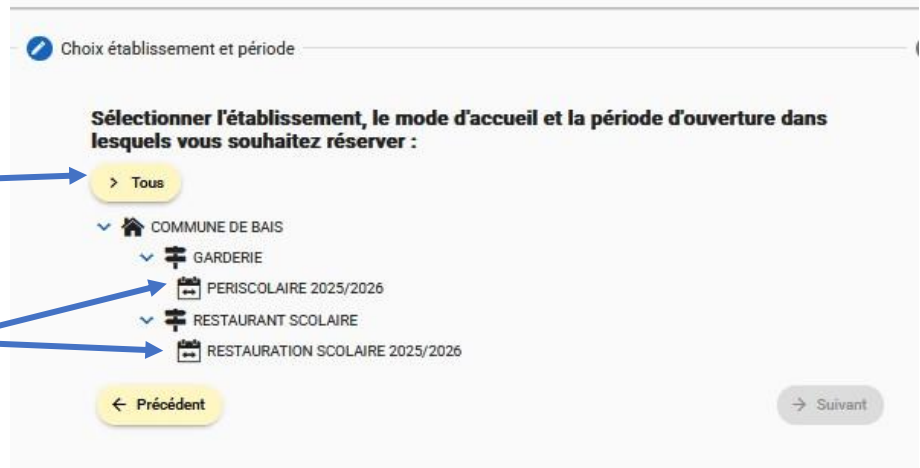 Choix établissement et période
Sélectionner l'établissement, le mode d'accueil et la période d'ouverture dans
lesquels vous souhaitez réserver :
> Tous
COMMUNE DE BAIS
GARDERIE
PERISCOLAIRE 2025/2026
RESTAURANT SCOLAIRE
RESTAURATION SCOLAIRE 2025/2026
← Précédent
→ Suivant